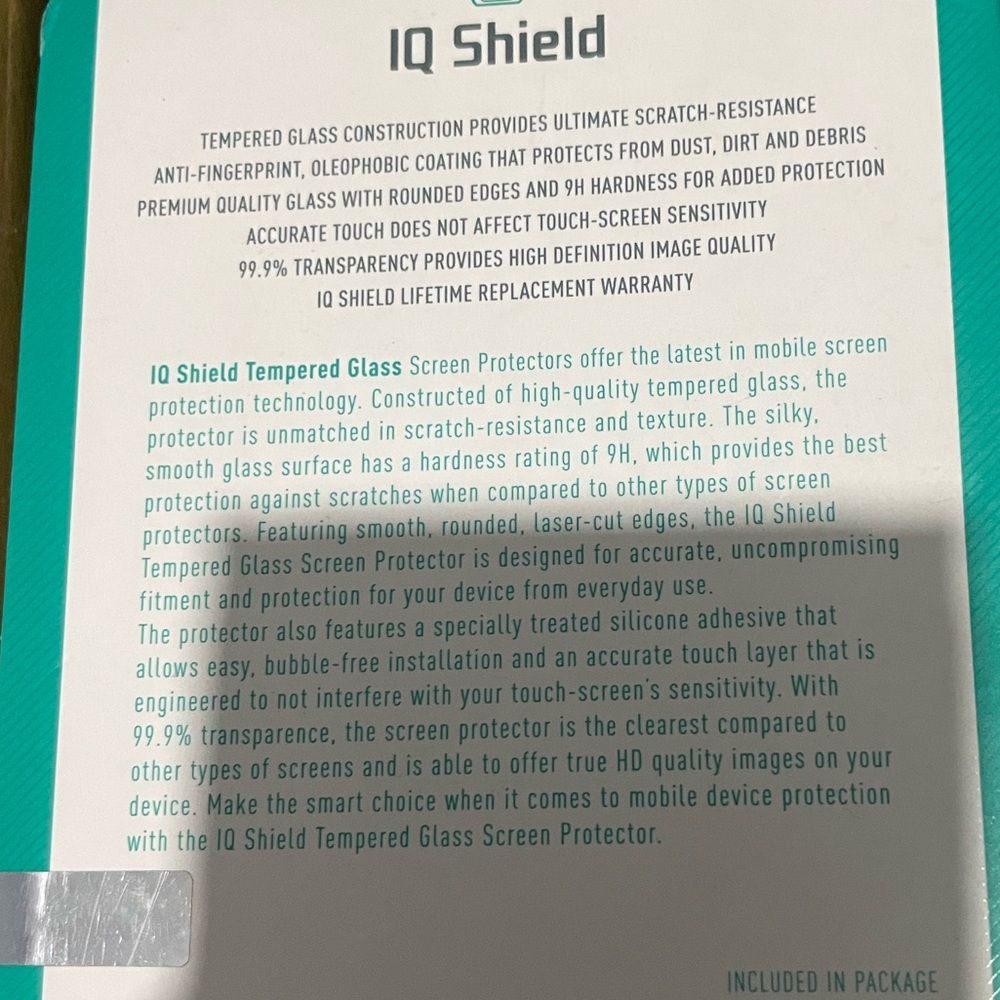 IQ Shield
TEMPERED GLASS CONSTRUCTION PROVIDES ULTIMATE SCRATCH-RESISTANCE
ANTI-FINGERPRINT, OLEOPHOBIC COATING THAT PROTECTS FROM DUST, DIRT AND DEBRIS
PREMIUM QUALITY GLASS WITH ROUNDED EDGES AND 9H HARDNESS FOR ADDED PROTECTION
ACCURATE TOUCH DOES NOT AFFECT TOUCH-SCREEN SENSITIVITY
99.9% TRANSPARENCY PROVIDES HIGH DEFINITION IMAGE QUALITY
IQ SHIELD LIFETIME REPLACEMENT WARRANTY
IQ Shield Tempered Glass Screen Protectors offer the latest in mobile screen
protection technology. Constructed of high-quality tempered glass, the
protector is unmatched in scratch-resistance and texture. The silky,
smooth glass surface has a hardness rating of 9H, which provides the best
protection against scratches when compared to other types of screen
protectors. Featuring smooth, rounded, laser-cut edges, the IQ Shield
Tempered Glass Screen Protector is designed for accurate, uncompromising
fitment and protection for your device from everyday use.
The protector also features a specially treated silicone adhesive that
allows easy, bubble-free installation and an accurate touch layer that is
engineered to not interfere with your touch-screen's sensitivity. With
99.9% transparence, the screen protector is the clearest compared to
other types of screens and is able to offer true HD quality images on your
device. Make the smart choice when it comes to mobile device protection
with the IQ Shield Tempered Glass Screen Protector.
INCLUDED IN PACKAGE